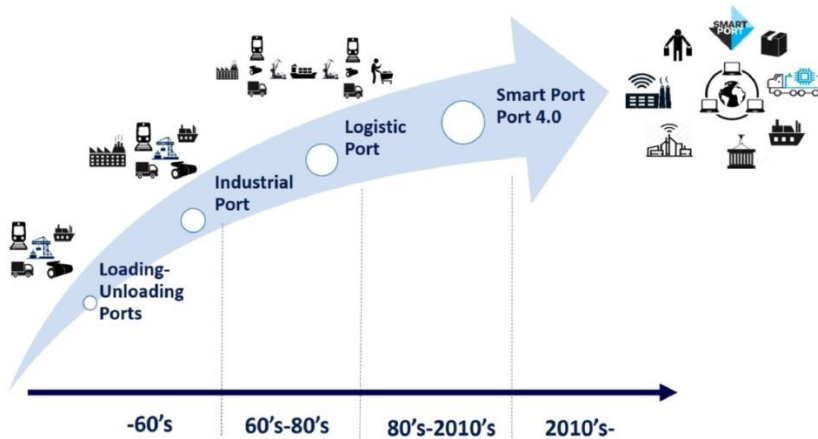 SMART
PORT
Smart Port
Port 4.0
Logistic
Port
Industrial
Port
Loading-
Unloading
Ports
-60's
60's-80's
80's-2010's
2010's-